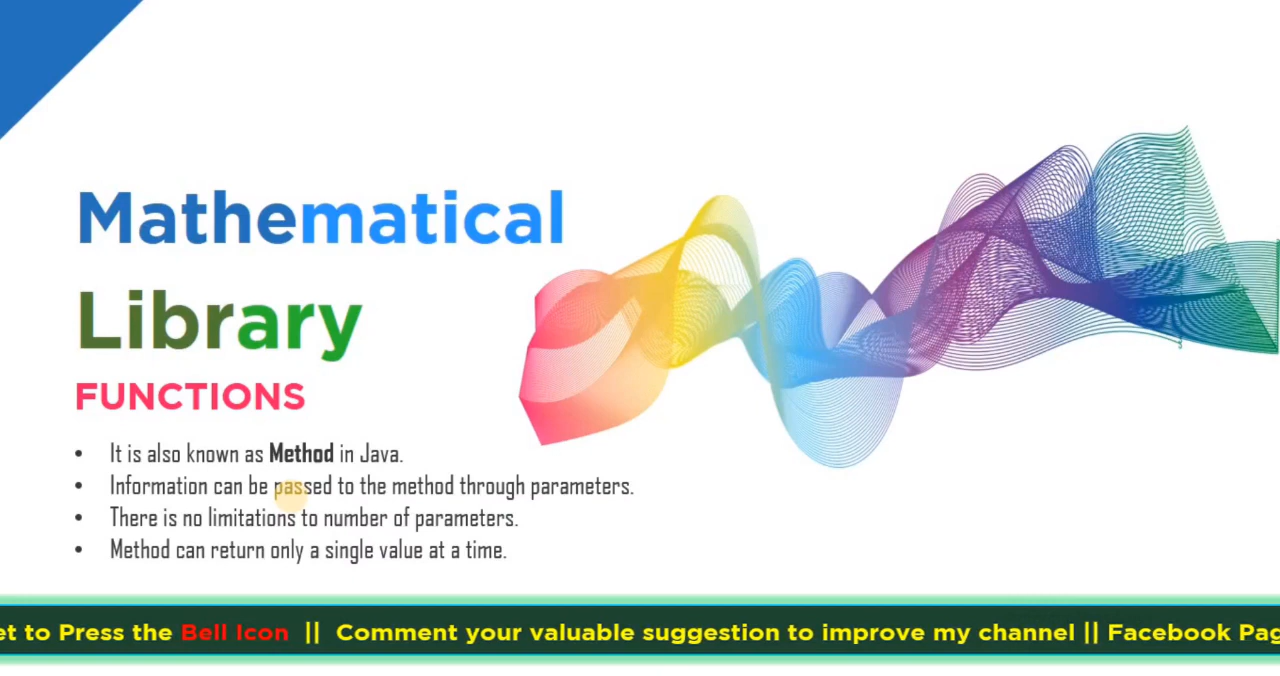 Mathematical
Library
FUNCTIONS
• It is also known as Method in Java.
• Information can be passed to the method through parameters.
• There is no limitations to number of parameters.
• Method can return only a single value at a time.
to Press the Bell Icon || Comment your valuable suggestion to improve my channel || Facebook